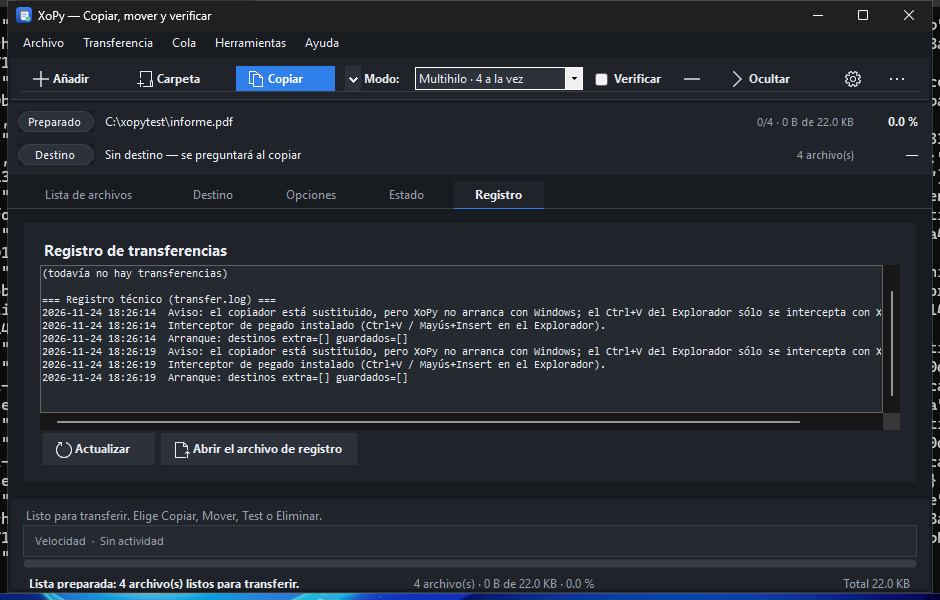 XoPy — Copiar, mover y verificar
Archivo Transferencia Cola Herramientas Ayuda
Añadir Carpeta Copiar Modo: Multihilo · 4 a la vez Verificar Ocultar
Preparado C:\xopytest\informe.pdf 0/4 · 0 B de 22.0 KB 0.0 %
Destino Sin destino — se preguntará al copiar 4 archivo(s) —
Lista de archivos Destino Opciones Estado Registro
Registro de transferencias
(todavía no hay transferencias)
=== Registro técnico (transfer.log) ===
2026-11-24 18:26:14 Aviso: el copiador está sustituido, pero XoPy no arranca con Windows; el Ctrl+V del Explorador sólo se intercepta con X
2026-11-24 18:26:14 Interceptor de pegado instalado (Ctrl+V / Mayús+Insert en el Explorador).
2026-11-24 18:26:14 Arranque: destinos extra=[] guardados=[]
2026-11-24 18:26:19 Aviso: el copiador está sustituido, pero XoPy no arranca con Windows; el Ctrl+V del Explorador sólo se intercepta con X
2026-11-24 18:26:19 Interceptor de pegado instalado (Ctrl+V / Mayús+Insert en el Explorador).
2026-11-24 18:26:19 Arranque: destinos extra=[] guardados=[]
Actualizar Abrir el archivo de registro
Listo para transferir. Elige Copiar, Mover, Test o Eliminar.
Velocidad · Sin actividad
Lista preparada: 4 archivo(s) listos para transferir. 4 archivo(s) · 0 B de 22.0 KB · 0.0 % Total 22.0 KB